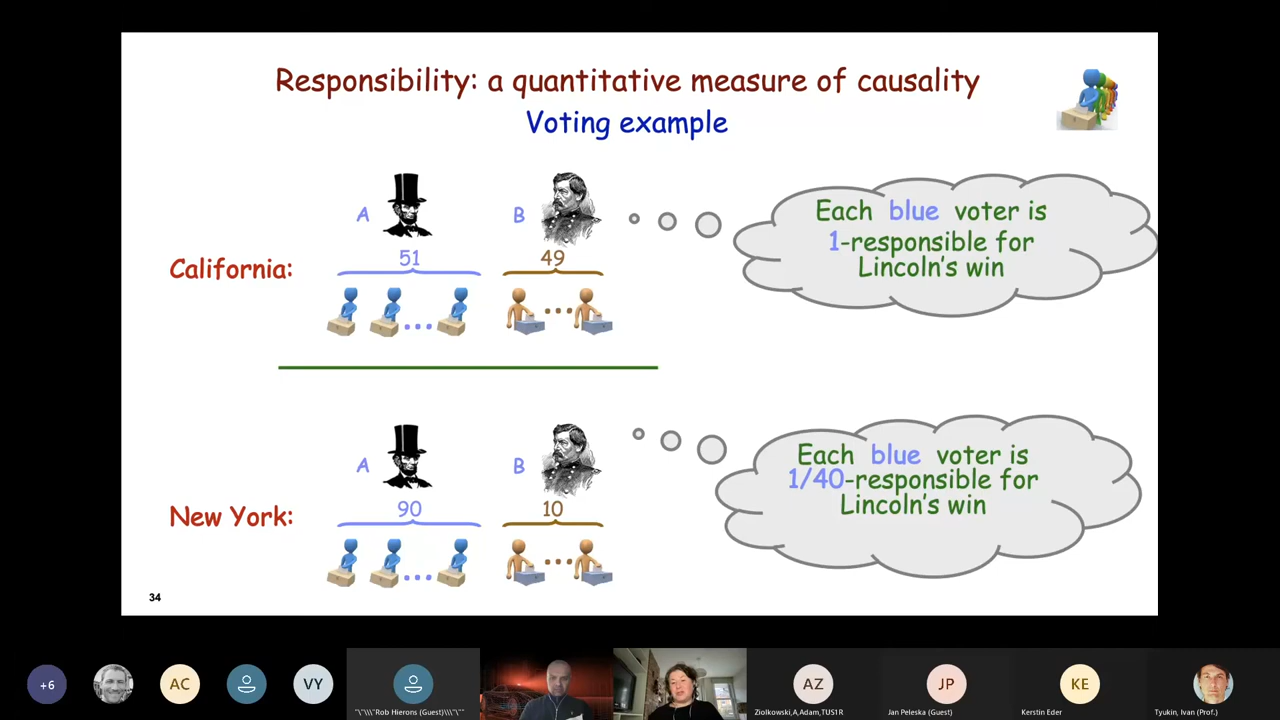 Responsibility: a quantitative measure of causality
Voting example
A
B
51
49
California:
Each blue voter is
1-responsible for
Lincoln's win
A
B
90
10
New York:
Each blue voter is
1/40-responsible for
Lincoln's win
34
+6
AC
VY
"\"\\\"Rob Hierons (Guest)\\\"\""
AZ
Ziolkowski,A,Adam,TUS1R
JP
Jan Peleska (Guest)
KE
Kerstin Eder
Tyukin, Ivan (Prof.)